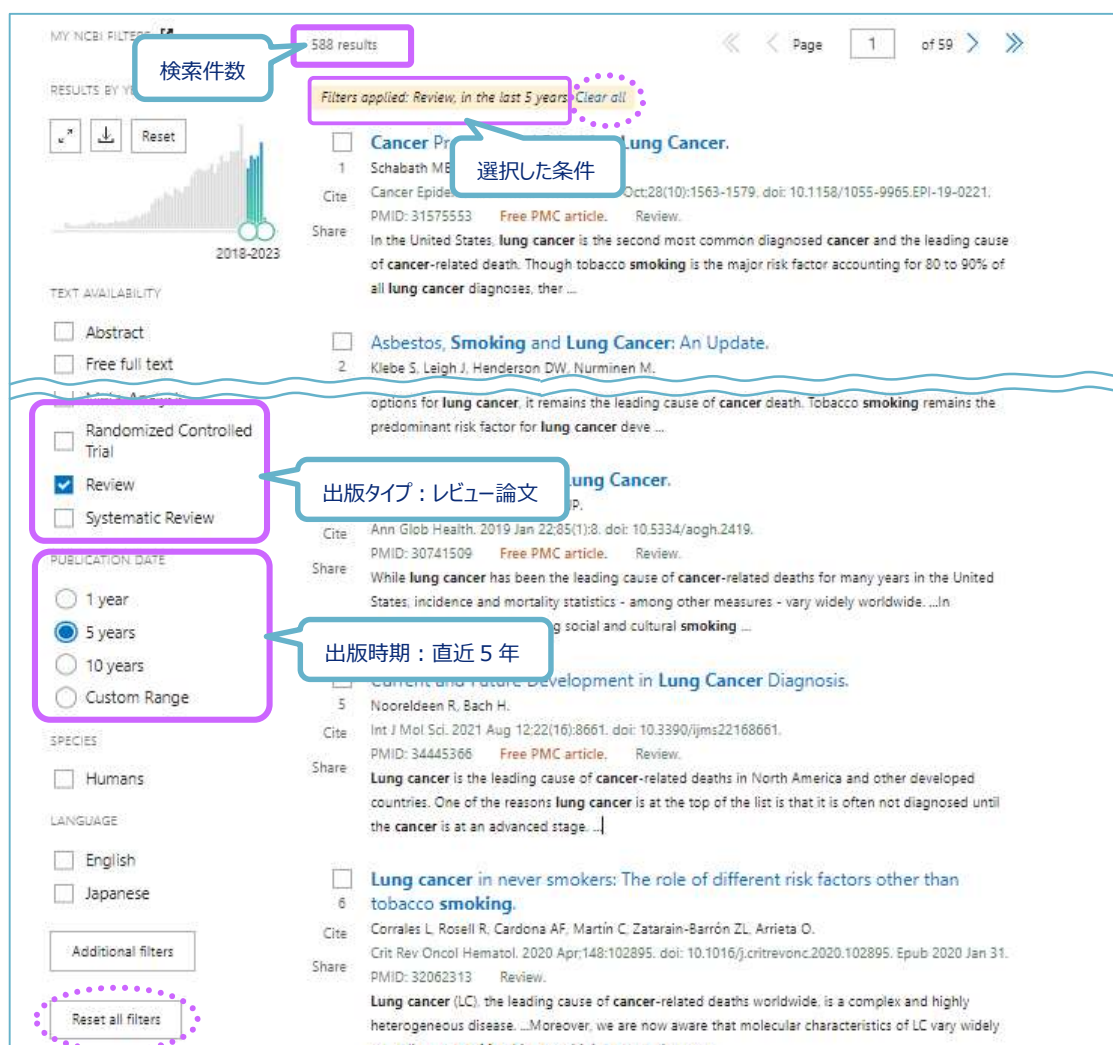 MY NCBI FILTERS
588 results
Page 1 of 59
検索件数
RESULTS BY YE
Filters applied: Review, in the last 5 years. Clear all
Reset
2018-2023
Cancer Pr Lung Cancer.
選択した条件
1
Schabath MB
Cite
Cancer Epide Oct;28(10):1563-1579. doi: 10.1158/1055-9965.EPI-19-0221.
PMID: 31575553 Free PMC article. Review.
Share
In the United States, lung cancer is the second most common diagnosed cancer and the leading cause
of cancer-related death. Though tobacco smoking is the major risk factor accounting for 80 to 90% of
all lung cancer diagnoses, ther ...
TEXT AVAILABILITY
Abstract
Free full text
Asbestos, Smoking and Lung Cancer: An Update.
2
Klebe S, Leigh J, Henderson DW, Nurminen M.
options for lung cancer, it remains the leading cause of cancer death. Tobacco smoking remains the
predominant risk factor for lung cancer deve ...
Randomized Controlled
Trial
Review
Systematic Review
出版タイプ：レビュー論文
Lung Cancer.
Cite
Ann Glob Health. 2019 Jan 22;85(1):8. doi: 10.5334/aogh.2419.
PMID: 30741509 Free PMC article. Review.
Share
While lung cancer has been the leading cause of cancer-related deaths for many years in the United
States, incidence and mortality statistics - among other measures - vary widely worldwide. ...In
g social and cultural smoking ...
PUBLICATION DATE
1 year
5 years
10 years
Custom Range
出版時期：直近 5 年
Current and Future Development in Lung Cancer Diagnosis.
5
Nooreldeen R, Bach H.
Cite
Int J Mol Sci. 2021 Aug 12;22(16):8661. doi: 10.3390/ijms22168661.
PMID: 34445366 Free PMC article. Review.
Share
Lung cancer is the leading cause of cancer-related deaths in North America and other developed
countries. One of the reasons lung cancer is at the top of the list is that it is often not diagnosed until
the cancer is at an advanced stage. ...
SPECIES
Humans
LANGUAGE
English
Japanese
Additional filters
Reset all filters
Lung cancer in never smokers: The role of different risk factors other than
6
tobacco smoking.
Corrales L, Rosell R, Cardona AF, Martín C, Zatarain-Barrón ZL, Arrieta O.
Cite
Crit Rev Oncol Hematol. 2020 Apr;148:102895. doi: 10.1016/j.critrevonc.2020.102895. Epub 2020 Jan 31.
PMID: 32062313 Review.
Share
Lung cancer (LC), the leading cause of cancer-related deaths worldwide, is a complex and highly
heterogeneous disease. ...Moreover, we are now aware that molecular characteristics of LC vary widely